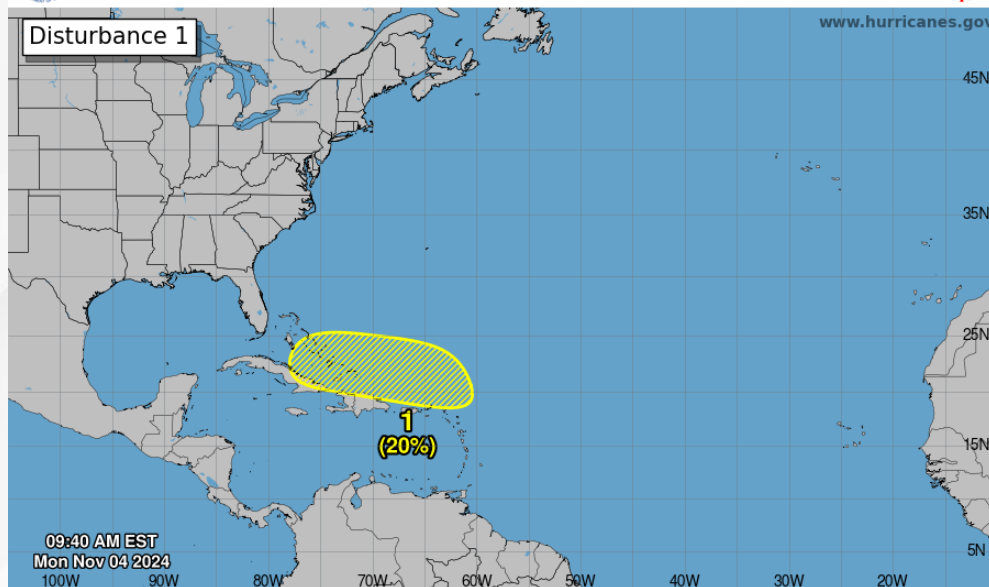 Disturbance 1
www.hurricanes.gov
45N
35N
25N
1
(20%)
15N
09:40 AM EST
Mon Nov 04 2024
5N
100W
90W
80W
70W
60W
50W
40W
30W
20W